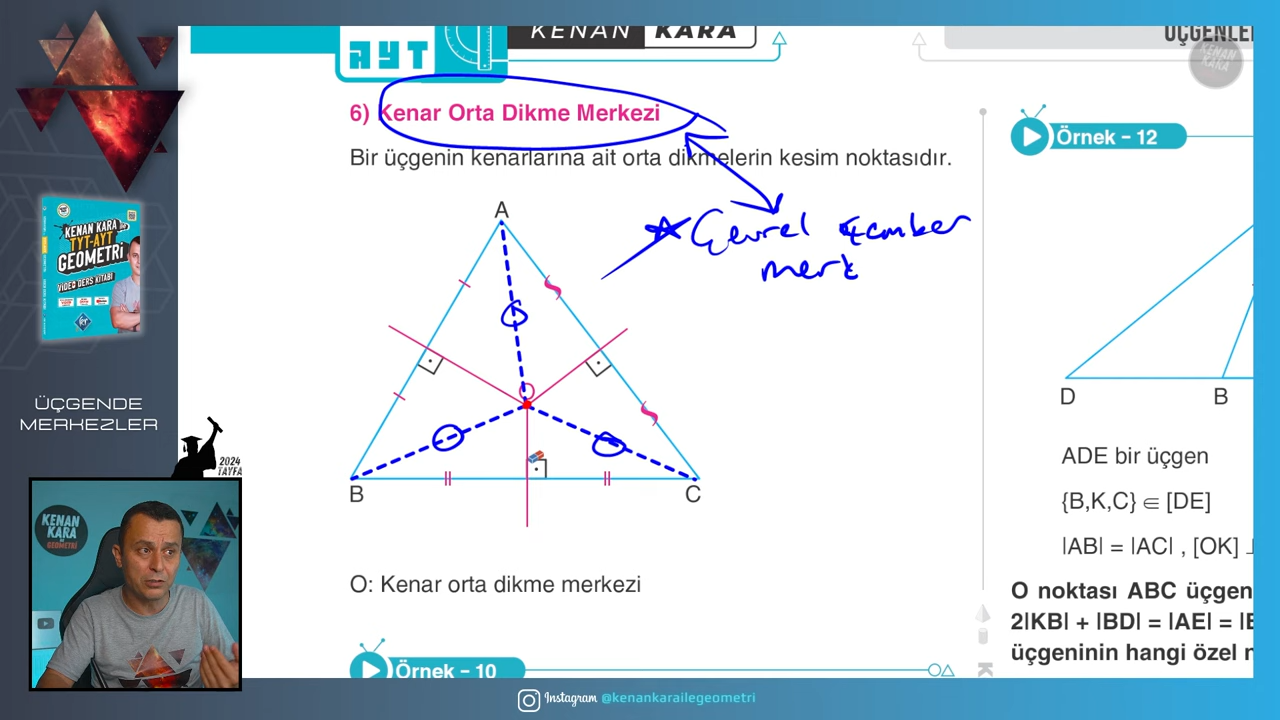 AYT
KENAN KARA
ÜÇGENLE
KENAN
KARA
6) Kenar Orta Dikme Merkezi
Bir üçgenin kenarlarına ait orta dikmelerin kesim noktasıdır.
Çevrel Çember
merk
A
O
B
C
O: Kenar orta dikme merkezi
Örnek – 10
Örnek – 12
D
B
ADE bir üçgen
{B,K,C} ∈ [DE]
|AB| = |AC| , [OK] ⊥
O noktası ABC üçgen
2|KB| + |BD| = |AE| = |E
üçgeninin hangi özel n
KENAN KARA
TYT-AYT
GEOMETRİ
VİDEO DERS KİTABI
ÜÇGENDE
MERKEZLER
2024
TAYFA
KENAN
KARA
GEOMETRİ
Instagram @kenankarailegeometri